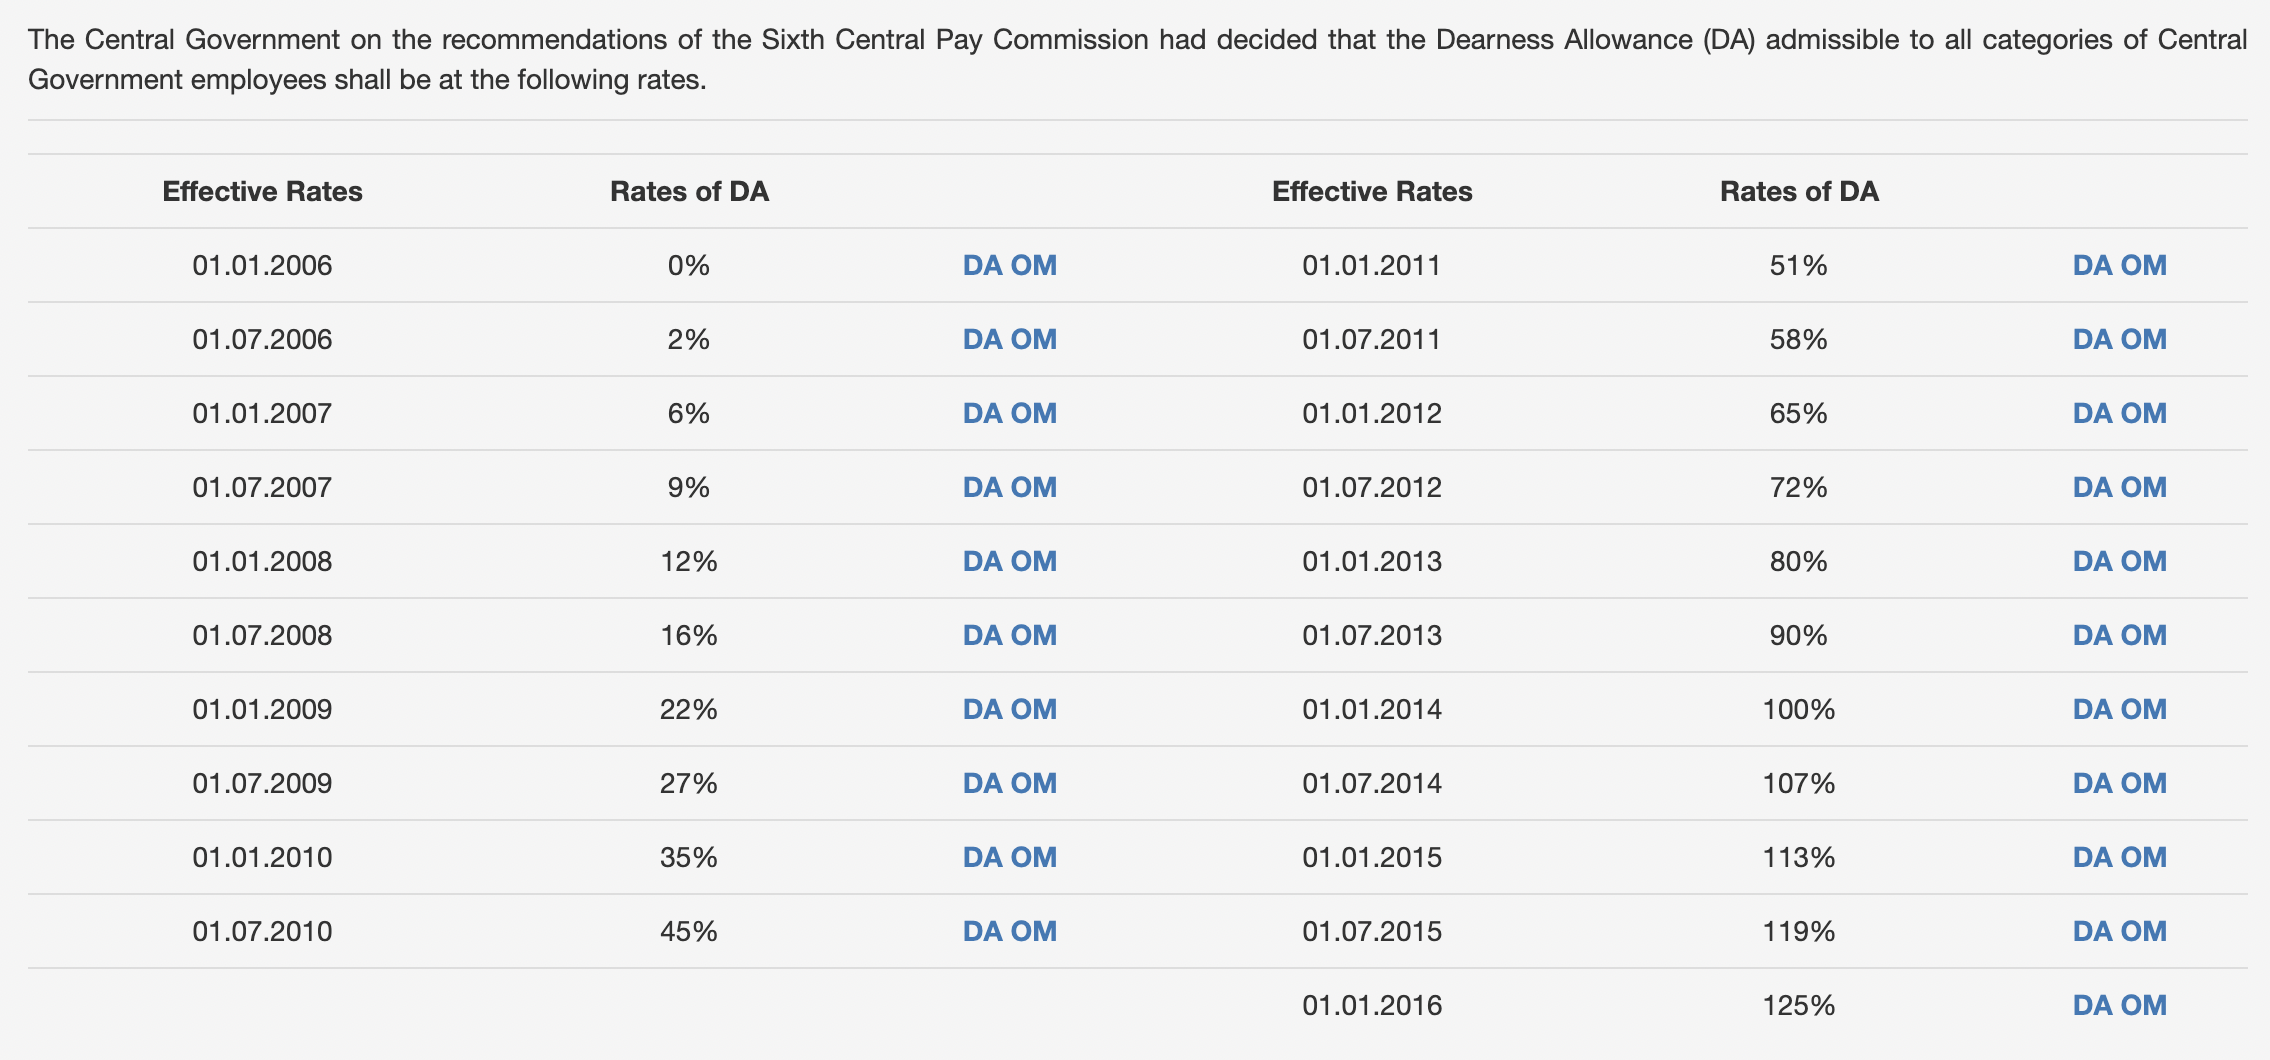 The Central Government on the recommendations of the Sixth Central Pay Commission had decided that the Dearness Allowance (DA) admissible to all categories of Central
Government employees shall be at the following rates.
Effective Rates Rates of DA Effective Rates Rates of DA
01.01.2006 0% DA OM 01.01.2011 51% DA OM
01.07.2006 2% DA OM 01.07.2011 58% DA OM
01.01.2007 6% DA OM 01.01.2012 65% DA OM
01.07.2007 9% DA OM 01.07.2012 72% DA OM
01.01.2008 12% DA OM 01.01.2013 80% DA OM
01.07.2008 16% DA OM 01.07.2013 90% DA OM
01.01.2009 22% DA OM 01.01.2014 100% DA OM
01.07.2009 27% DA OM 01.07.2014 107% DA OM
01.01.2010 35% DA OM 01.01.2015 113% DA OM
01.07.2010 45% DA OM 01.07.2015 119% DA OM
01.01.2016 125% DA OM